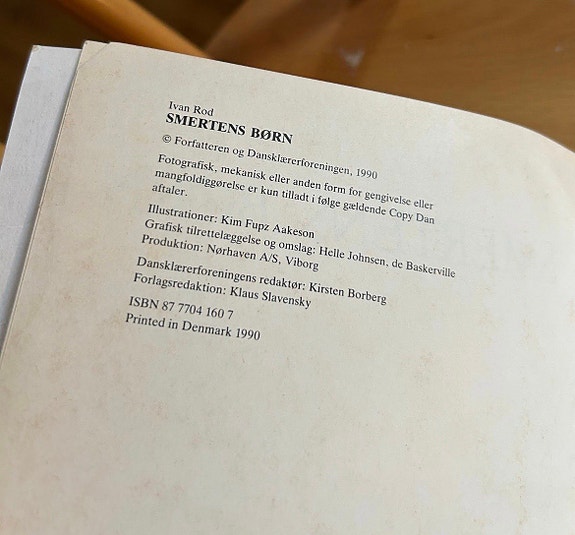 Ivan Rod
SMERTENS BØRN
© Forfatteren og Dansklærerforeningen, 1990
Fotografisk, mekanisk eller anden form for gengivelse eller
mangfoldiggørelse er kun tilladt i følge gældende Copy Dan
aftaler.
Illustrationer: Kim Fupz Aakeson
Grafisk tilrettelæggelse og omslag: Helle Johnsen, de Baskerville
Produktion: Nørhaven A/S, Viborg
Dansklærerforeningens redaktør: Kirsten Borberg
Forlagsredaktion: Klaus Slavensky
ISBN 87 7704 160 7
Printed in Denmark 1990